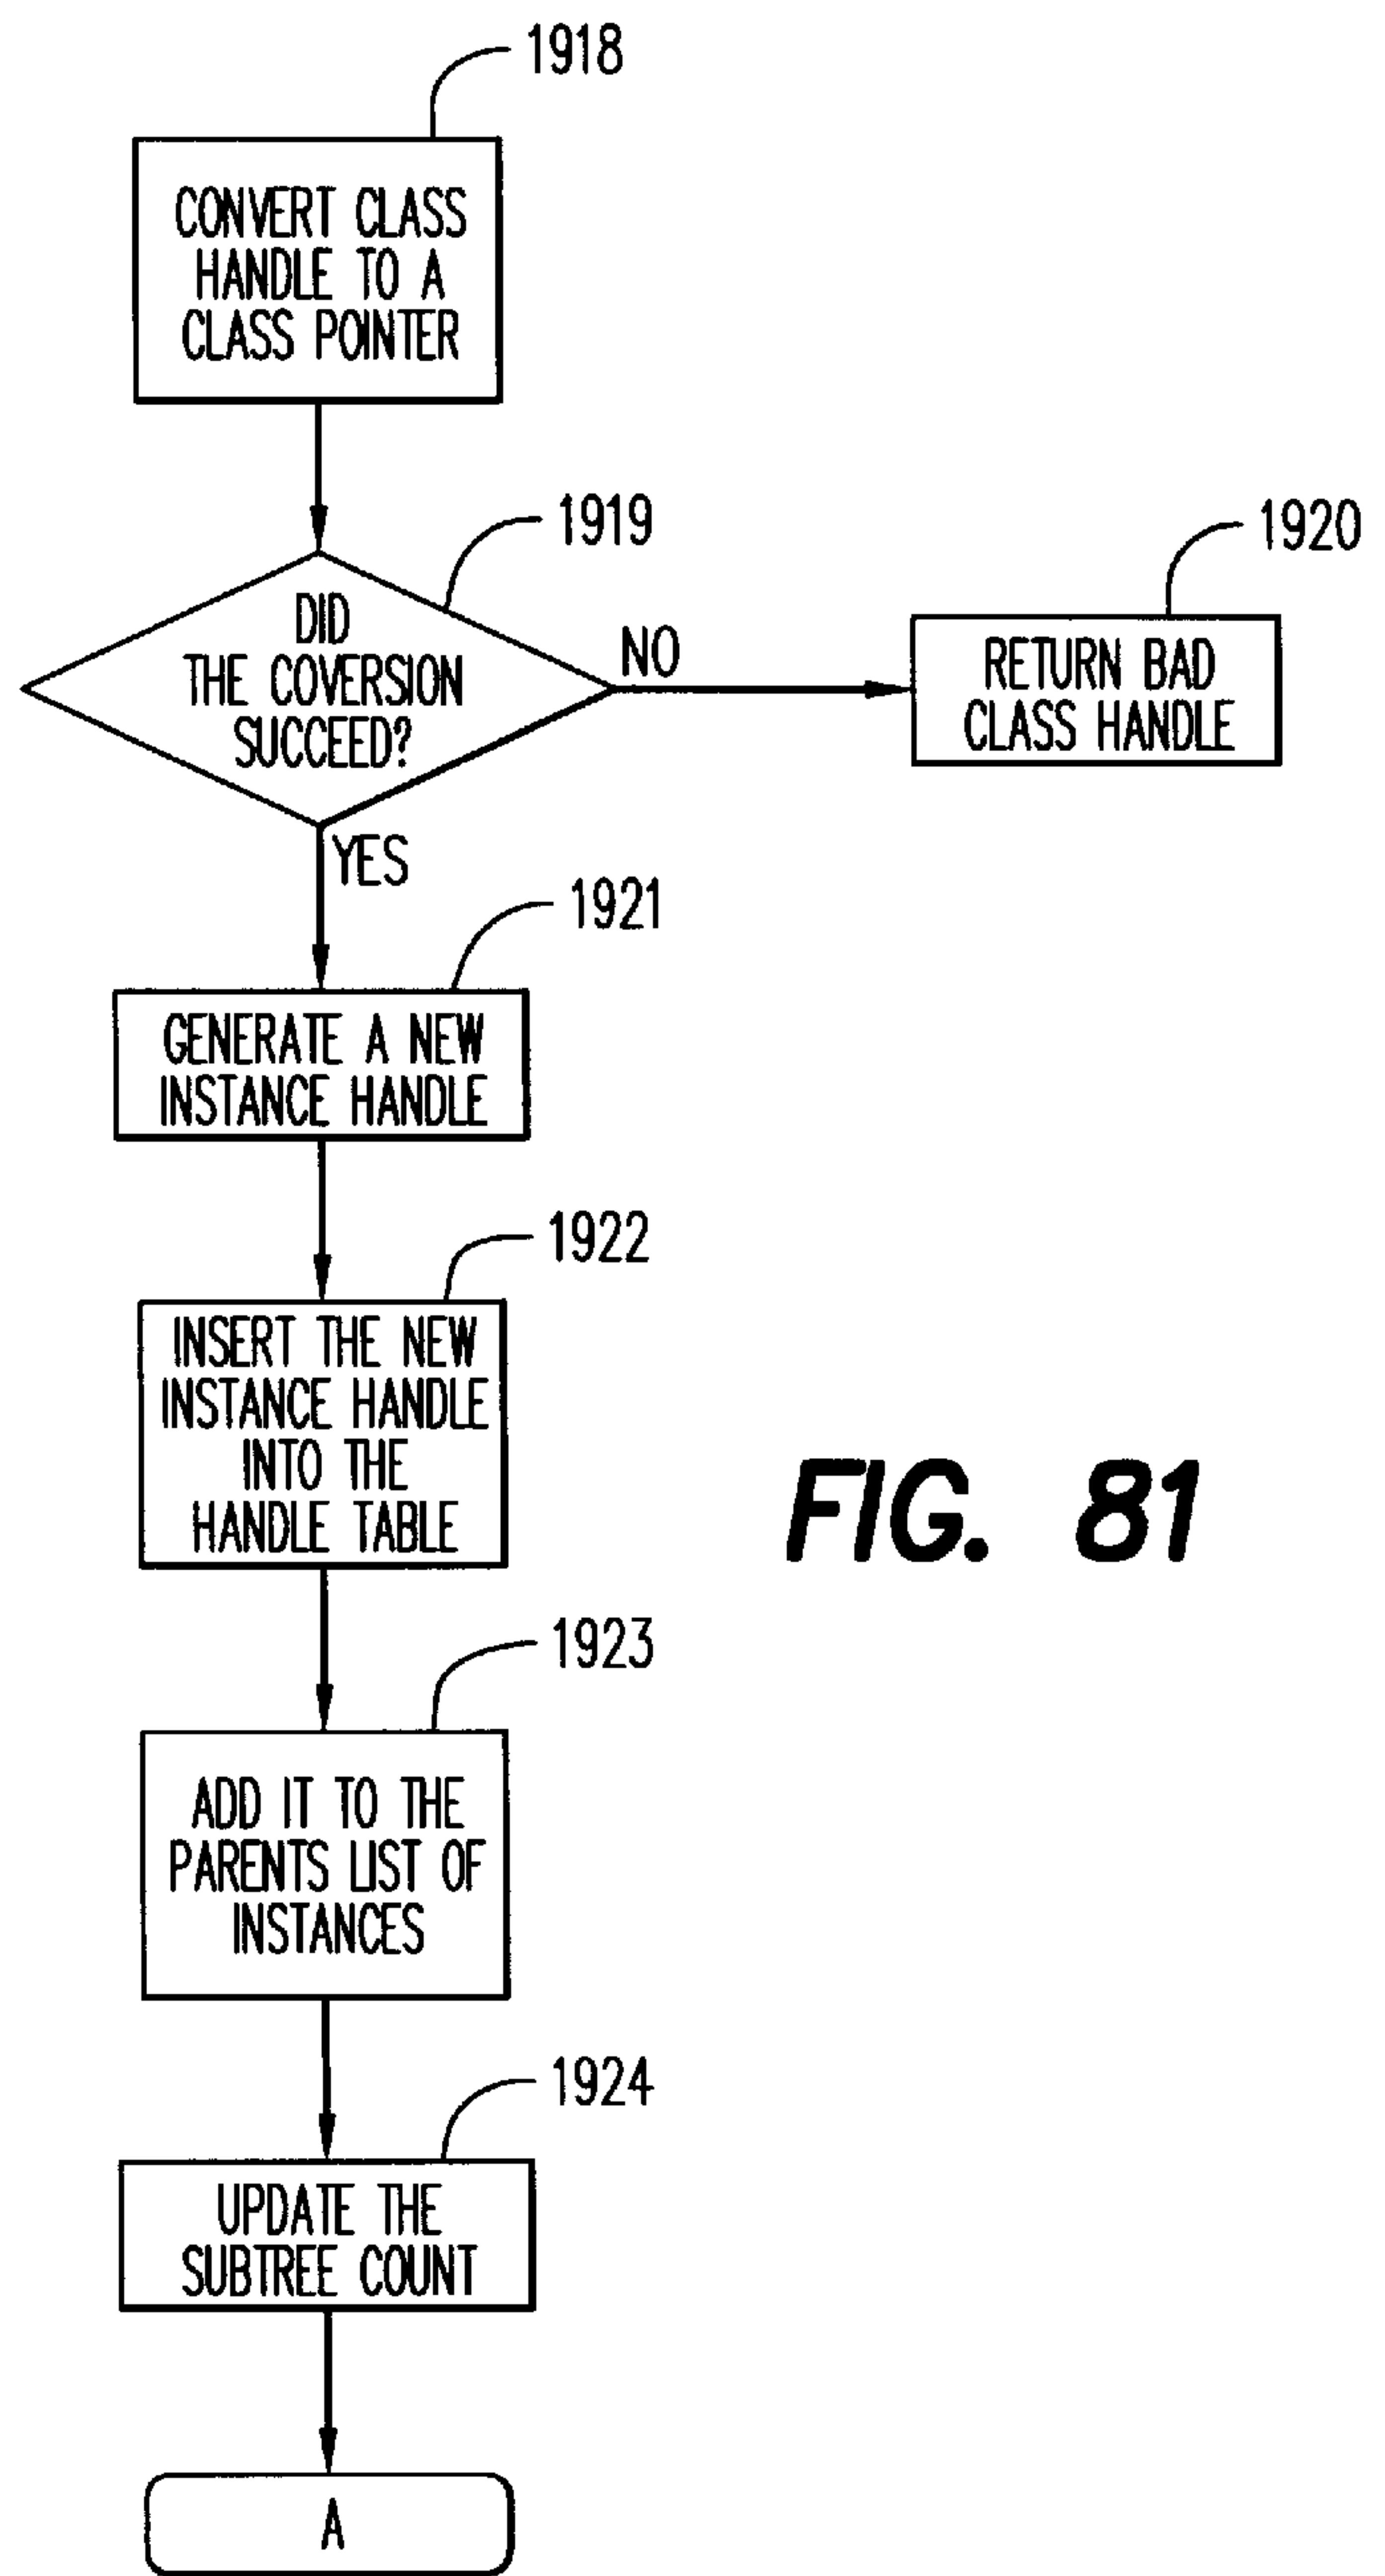 1918
CONVERT CLASS
HANDLE TO A
CLASS POINTER
1919
DID
THE COVERSION
SUCCEED?
NO
1920
RETURN BAD
CLASS HANDLE
YES
1921
GENERATE A NEW
INSTANCE HANDLE
1922
INSERT THE NEW
INSTANCE HANDLE
INTO THE
HANDLE TABLE
FIG. 81
1923
ADD IT TO THE
PARENTS LIST OF
INSTANCES
1924
UPDATE THE
SUBTREE COUNT
A